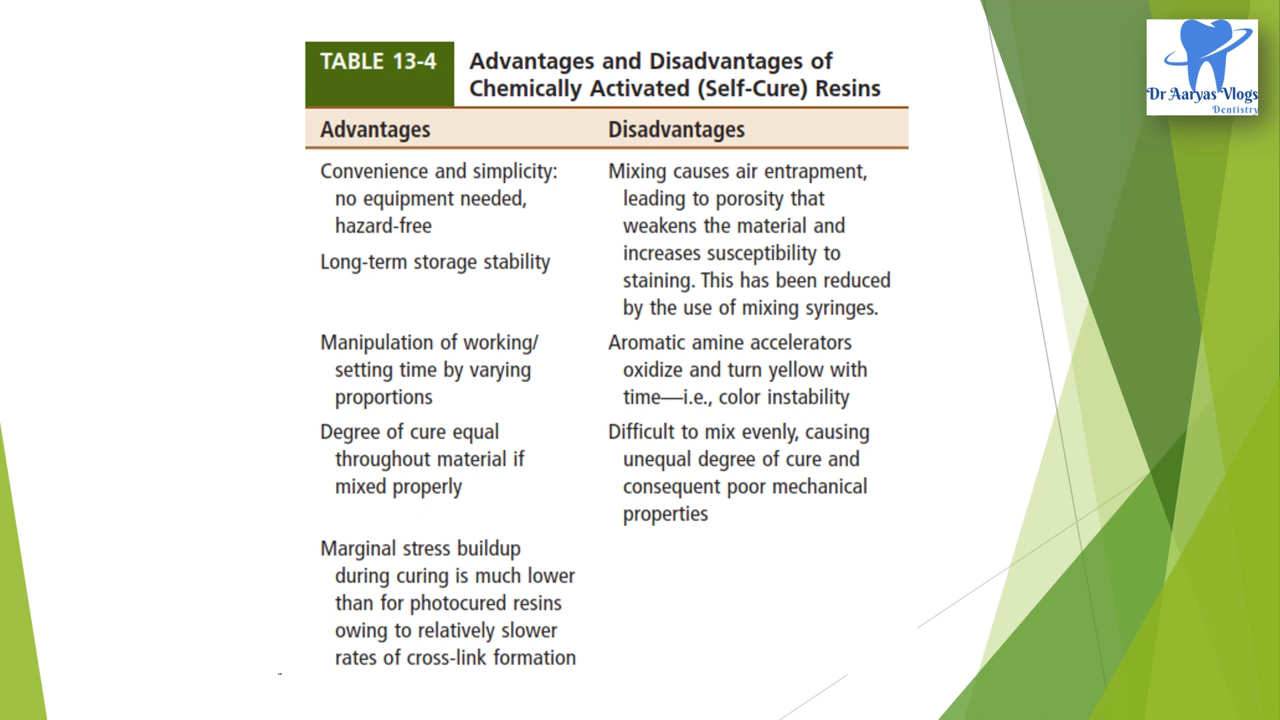 TABLE 13-4
Advantages and Disadvantages of
Chemically Activated (Self-Cure) Resins
Advantages
Disadvantages
Convenience and simplicity:
no equipment needed,
hazard-free
Mixing causes air entrapment,
leading to porosity that
weakens the material and
increases susceptibility to
staining. This has been reduced
by the use of mixing syringes.
Long-term storage stability
Manipulation of working/
setting time by varying
proportions
Aromatic amine accelerators
oxidize and turn yellow with
time—i.e., color instability
Degree of cure equal
throughout material if
mixed properly
Difficult to mix evenly, causing
unequal degree of cure and
consequent poor mechanical
properties
Marginal stress buildup
during curing is much lower
than for photocured resins
owing to relatively slower
rates of cross-link formation
Dr Aaryas Vlogs
Dentistry